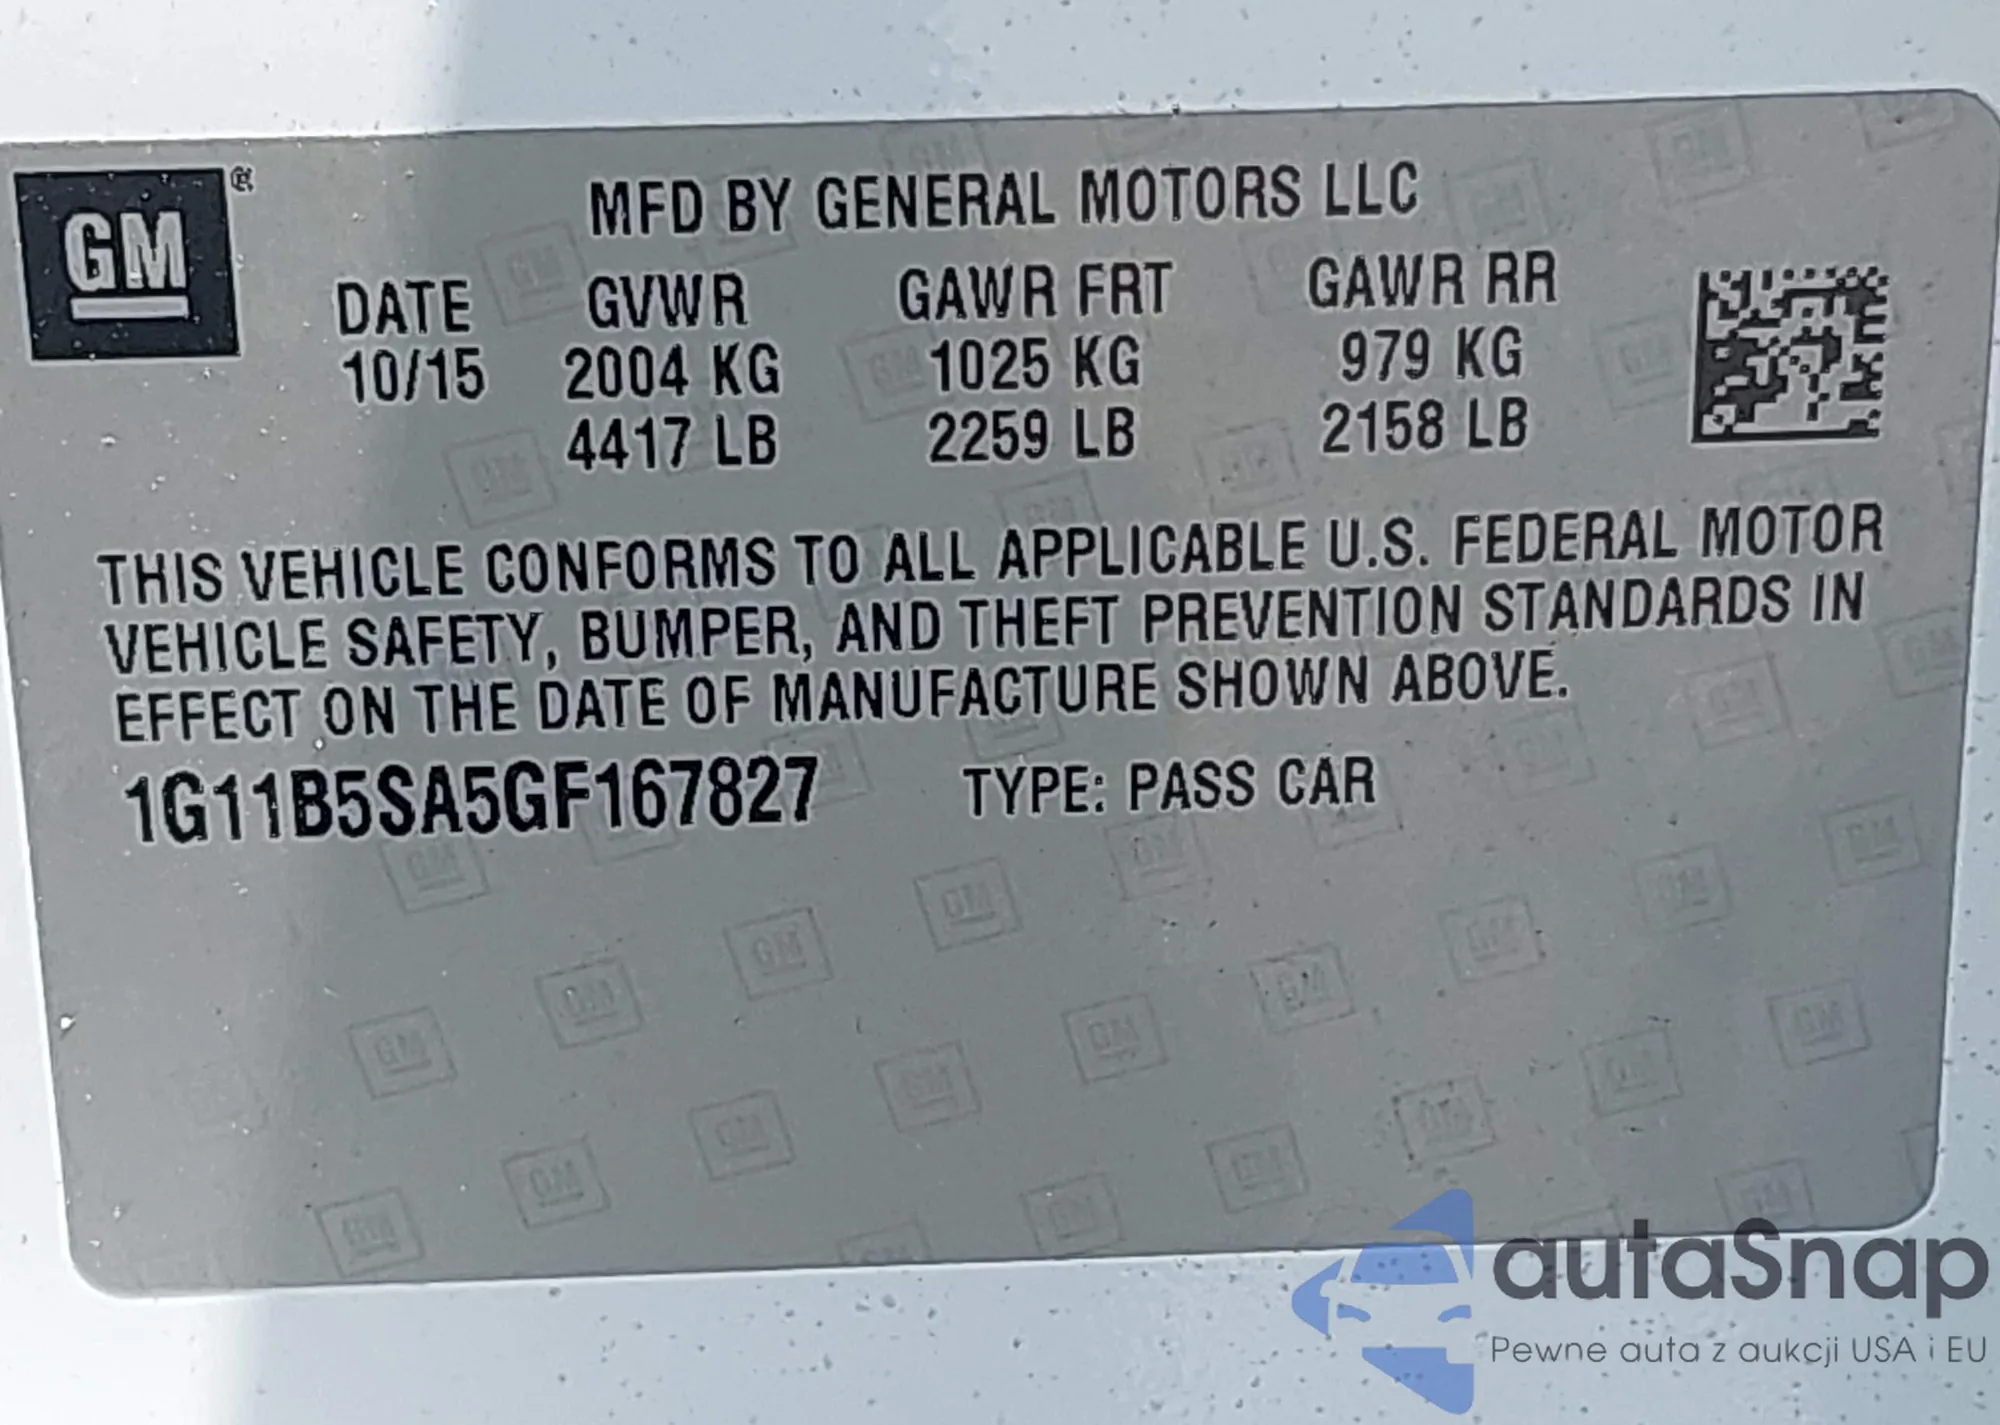 GM®
MFD BY GENERAL MOTORS LLC
DATE GVWR GAWR FRT GAWR RR
10/15 2004 KG 1025 KG 979 KG
4417 LB 2259 LB 2158 LB
THIS VEHICLE CONFORMS TO ALL APPLICABLE U.S. FEDERAL MOTOR
VEHICLE SAFETY, BUMPER, AND THEFT PREVENTION STANDARDS IN
EFFECT ON THE DATE OF MANUFACTURE SHOWN ABOVE.
1G11B5SA5GF167827 TYPE: PASS CAR
autaSnap
Pewne auta z aukcji USA i EU